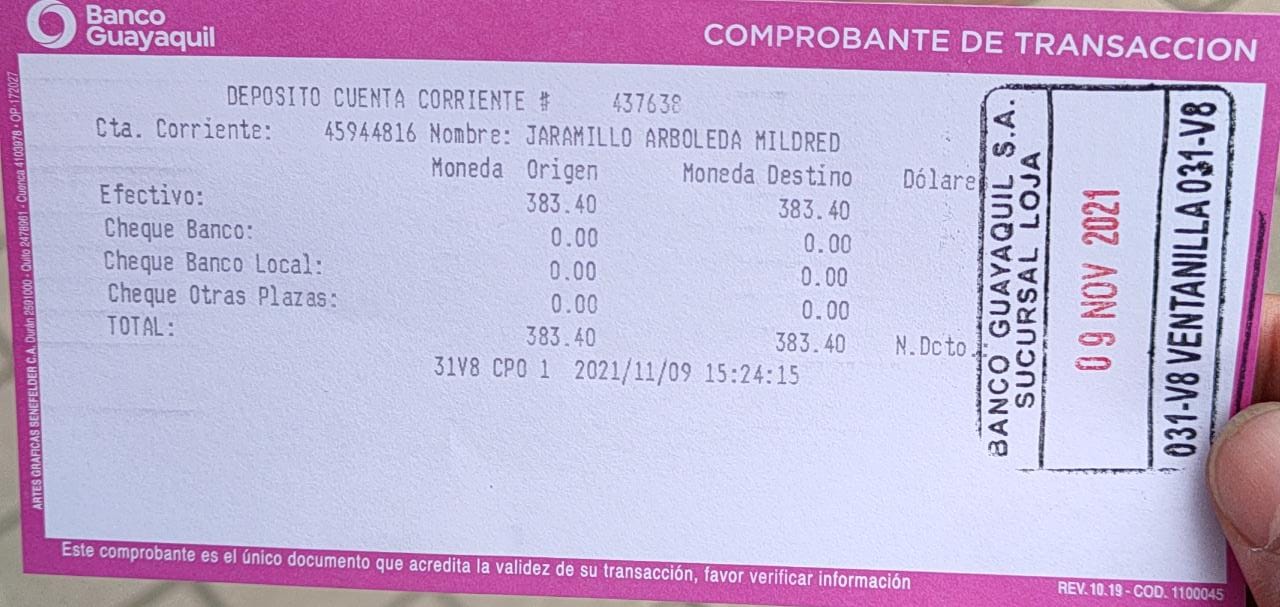 Banco
Guayaquil
COMPROBANTE DE TRANSACCION
DEPOSITO CUENTA CORRIENTE # 437638
Cta. Corriente: 45944816 Nombre: JARAMILLO ARBOLEDA MILDRED
Moneda Origen Moneda Destino Dólare
Efectivo: 383.40 383.40
Cheque Banco: 0.00 0.00
Cheque Banco Local: 0.00 0.00
Cheque Otras Plazas: 0.00 0.00
TOTAL: 383.40 383.40 N.Dcto
31V8 CPO 1 2021/11/09 15:24:15
BANCO GUAYAQUIL S.A.
SUCURSAL LOJA
09 NOV 2021
031-V8 VENTANILLA 031-V8
ARTES GRAFICAS SENEFELDER C.A. Durán 2591000 - Quito 2478961 - Cuenca 4103978 - OP-172027
Este comprobante es el único documento que acredita la validez de su transacción, favor verificar información
REV. 10.19 - COD. 1100045